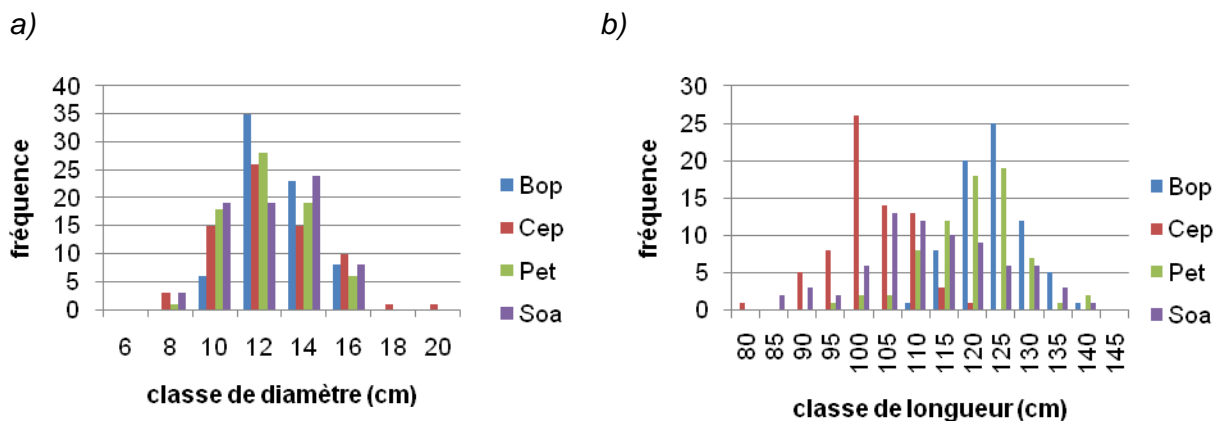 a)
40
35
30
25
20
15
10
5
0
fréquence
6 8 10 12 14 16 18 20
classe de diamètre (cm)
Bop
Cep
Pet
Soa
b)
30
25
20
15
10
5
0
fréquence
80 85 90 95 100 105 110 115 120 125 130 135 140 145
classe de longueur (cm)
Bop
Cep
Pet
Soa